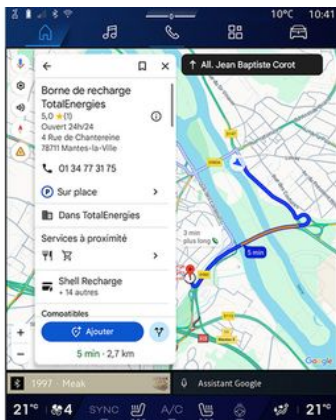 10°C 10:41
All. Jean Baptiste Corot
Borne de recharge
TotalEnergies
5,0 ★ (1)
Ouvert 24h/24
4 Rue de Chantereine
78711 Mantes-la-Ville
01 34 77 31 75
Sur place
Dans TotalEnergies
Services à proximité
Shell Recharge
+ 14 autres
Compatibles
Ajouter
5 min · 2,7 km
3 min
plus long
5 min
Google
1997 · Meak
Assistant Google
21° 4 SYNC A/C 21°